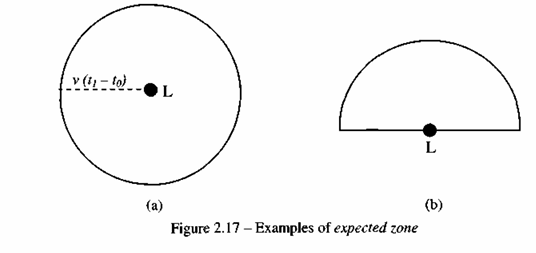 v (t₁ – t₀)
L
L
(a)
(b)
Figure 2.17 – Examples of expected zone